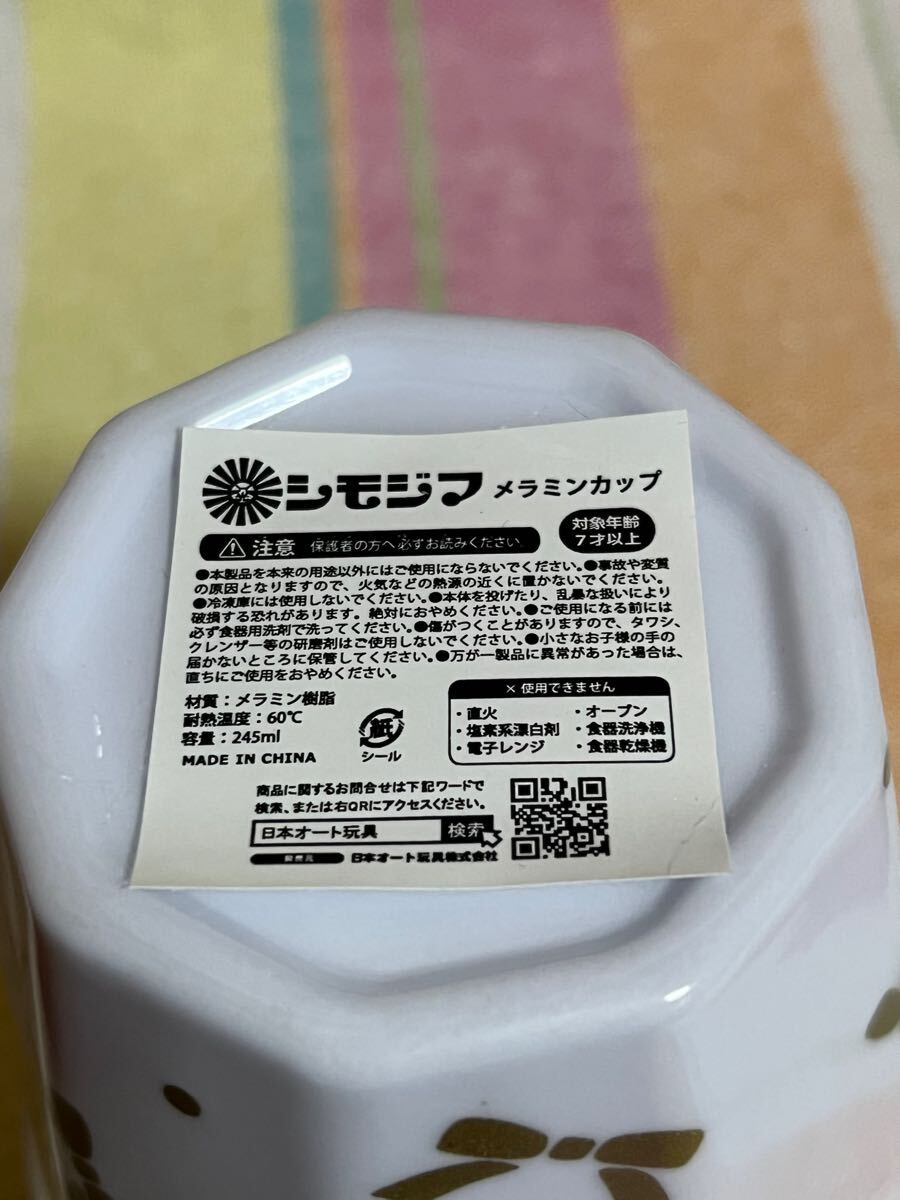 シモジマ メラミンカップ
⚠注意 保護者の方へ必ずお読みください。
対象年齢
7才以上
●本製品を本来の用途以外にはご使用にならないでください。●事故や変質
の原因となりますので、火気などの熱源の近くに置かないでください。
●冷凍庫には使用しないでください。●本体を投げたり、乱暴な扱いにより
破損する恐れがあります。絶対におやめください。●ご使用になる前には
必ず食器用洗剤で洗ってください。●傷がつくことがありますので、タワシ、
クレンザー等の研磨剤はご使用しないでください。●小さなお子様の手の
届かないところに保管してください。●万が一製品に異常があった場合は、
直ちにご使用をおやめください。
材質：メラミン樹脂
耐熱温度：60℃
容量：245ml
MADE IN CHINA
紙
シール
×使用できません
・直火
・オーブン
・塩素系漂白剤
・食器洗浄機
・電子レンジ
・食器乾燥機
商品に関するお問合せは下記ワードで
検索、または右QRにアクセスください。
日本オート玩具 検索
発売元 日本オート玩具株式会社